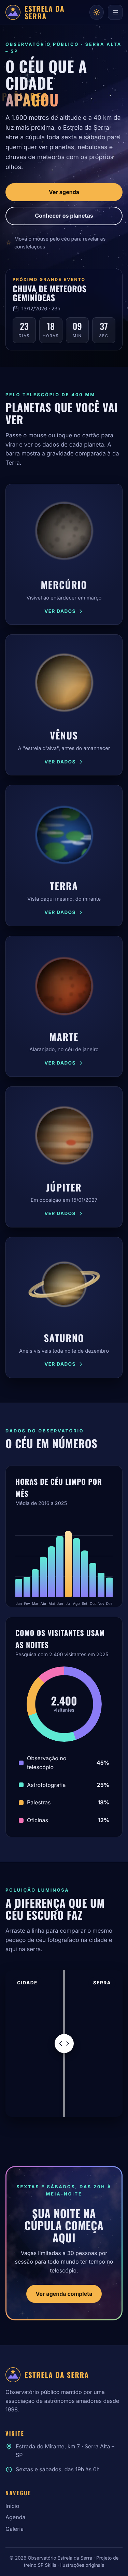 ESTRELA DA
SERRA
OBSERVATÓRIO PÚBLICO · SERRA ALTA
– SP
O CÉU QUE A
CIDADE
APAGOU
A 1.600 metros de altitude e a 40 km da
luz mais próxima, o Estrela da Serra
abre a cúpula toda sexta e sábado para
quem quer ver planetas, nebulosas e
chuvas de meteoros com os próprios
olhos.
Ver agenda
Conhecer os planetas
Mova o mouse pelo céu para revelar as
constelações
PRÓXIMO GRANDE EVENTO
CHUVA DE METEOROS
GEMINÍDEAS
13/12/2026 · 23h
23 18 09 37
DIAS HORAS MIN SEG
PELO TELESCÓPIO DE 400 MM
PLANETAS QUE VOCÊ VAI
VER
Passe o mouse ou toque no cartão para
virar e ver os dados de cada planeta. A
barra mostra a gravidade comparada à da
Terra.
MERCÚRIO
Visível ao entardecer em março
VER DADOS
VÊNUS
A "estrela d'alva", antes do amanhecer
VER DADOS
TERRA
Vista daqui mesmo, do mirante
VER DADOS
MARTE
Alaranjado, no céu de janeiro
VER DADOS
JÚPITER
Em oposição em 15/01/2027
VER DADOS
SATURNO
Anéis visíveis toda noite de dezembro
VER DADOS
DADOS DO OBSERVATÓRIO
O CÉU EM NÚMEROS
HORAS DE CÉU LIMPO POR
MÊS
Média de 2016 a 2025
Jan Fev Mar Abr Mai Jun Jul Ago Set Out Nov Dez
COMO OS VISITANTES USAM
AS NOITES
Pesquisa com 2.400 visitantes em 2025
2.400
visitantes
Observação no
telescópio 45%
Astrofotografia 25%
Palestras 18%
Oficinas 12%
POLUIÇÃO LUMINOSA
A DIFERENÇA QUE UM
CÉU ESCURO FAZ
Arraste a linha para comparar o mesmo
pedaço de céu fotografado na cidade e
aqui na serra.
CIDADE SERRA
SEXTAS E SÁBADOS, DAS 20H À
MEIA-NOITE
SUA NOITE NA
CÚPULA COMEÇA
AQUI
Vagas limitadas a 30 pessoas por
sessão para todo mundo ter tempo no
telescópio.
Ver agenda completa
ESTRELA DA SERRA
Observatório público mantido por uma
associação de astrônomos amadores desde
1998.
VISITE
Estrada do Mirante, km 7 · Serra Alta –
SP
Sextas e sábados, das 19h às 0h
NAVEGUE
Início
Agenda
Galeria
© 2026 Observatório Estrela da Serra · Projeto de
treino SP Skills · Ilustrações originais